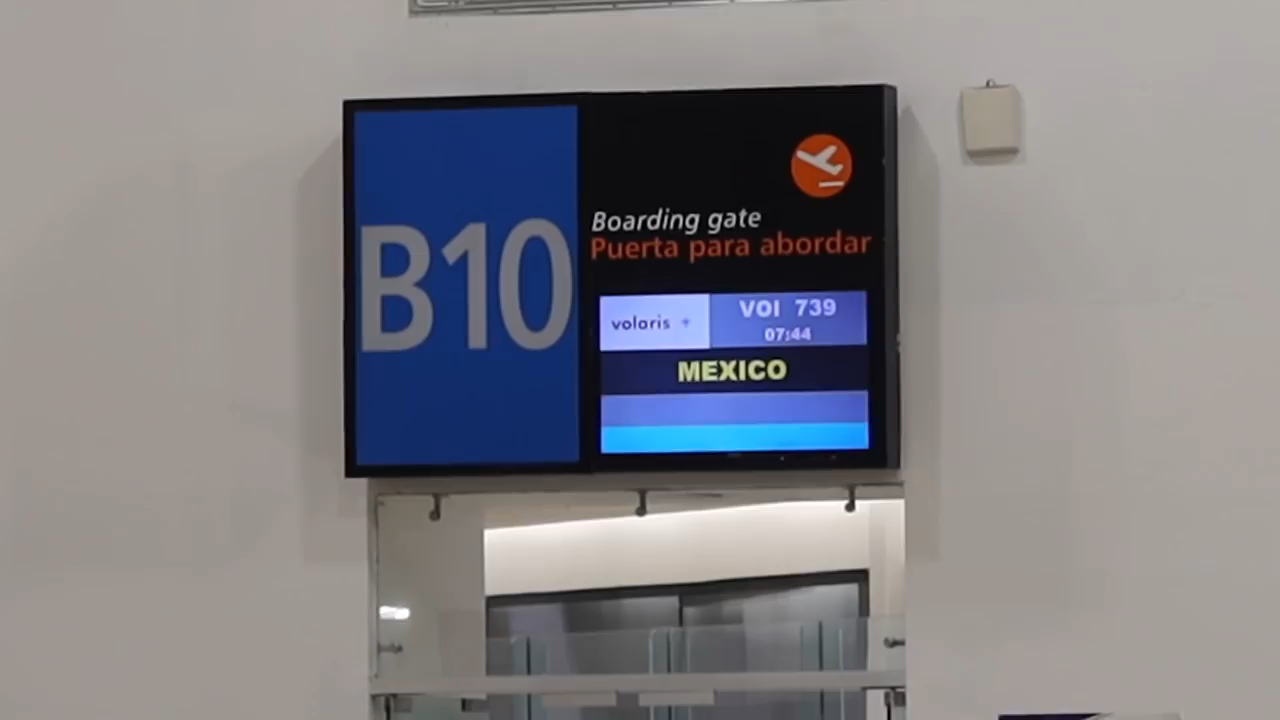 B10
Boarding gate
Puerta para abordar
volaris
VOI 739
07:44
MEXICO